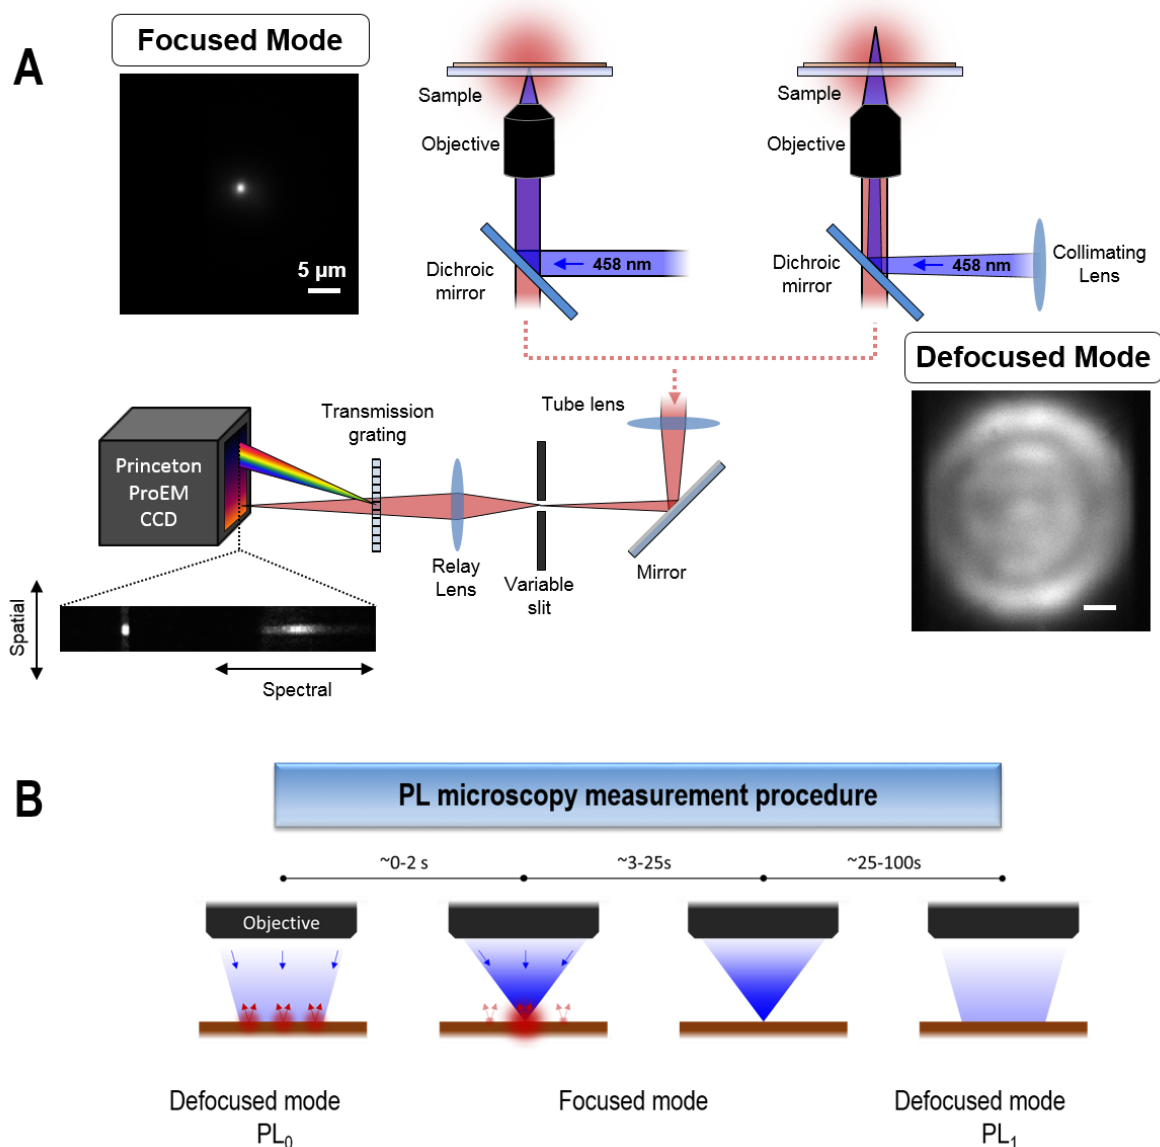 A
Focused Mode
5 µm
Sample
Objective
458 nm
Dichroic
mirror
Sample
Objective
458 nm
Dichroic
mirror
Collimating
Lens
Defocused Mode
Tube lens
Transmission
grating
Princeton
ProEM
CCD
Relay
Lens
Variable
slit
Mirror
Spatial
Spectral
B
PL microscopy measurement procedure
~0-2 s
~3-25s
~25-100s
Objective
Defocused mode
PL₀
Focused mode
Defocused mode
PL₁